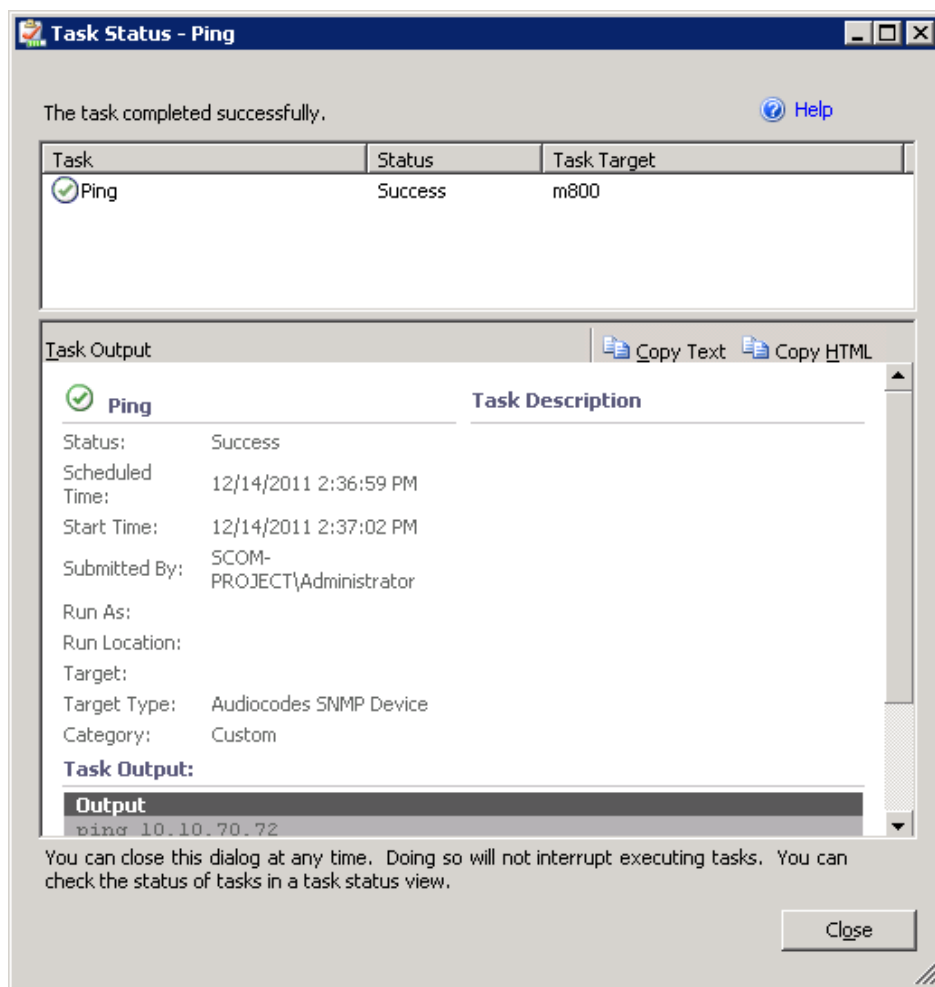 Task Status - Ping
The task completed successfully.
Help
Task Status Task Target
Ping Success m800
Task Output
Copy Text Copy HTML
Ping Task Description
Status: Success
Scheduled
Time: 12/14/2011 2:36:59 PM
Start Time: 12/14/2011 2:37:02 PM
Submitted By: SCOM-
PROJECT\Administrator
Run As:
Run Location:
Target:
Target Type: Audiocodes SNMP Device
Category: Custom
Task Output:
Output
ping 10.10.70.72
You can close this dialog at any time. Doing so will not interrupt executing tasks. You can
check the status of tasks in a task status view.
Close